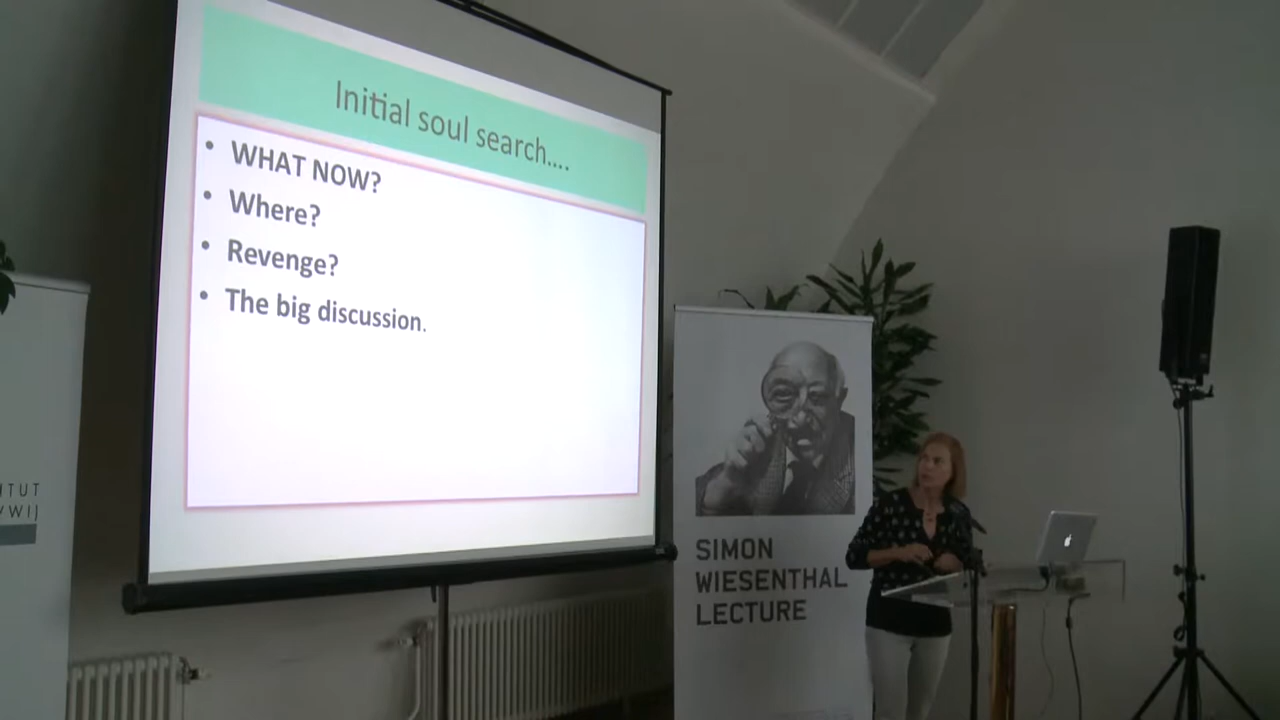 Initial soul search....
• WHAT NOW?
• Where?
• Revenge?
• The big discussion.
SIMON
WIESENTHAL
LECTURE
TUT
VWI)